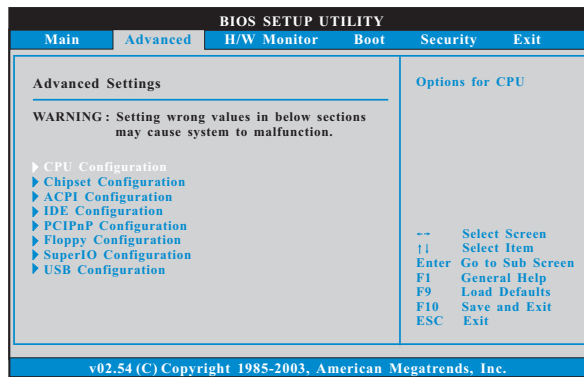 BIOS SETUP UTILITY
Main Advanced H/W Monitor Boot Security Exit
Advanced Settings
WARNING : Setting wrong values in below sections
may cause system to malfunction.
CPU Configuration
Chipset Configuration
ACPI Configuration
IDE Configuration
PCIPnP Configuration
Floppy Configuration
SuperIO Configuration
USB Configuration
Options for CPU
←→ Select Screen
↑↓ Select Item
Enter Go to Sub Screen
F1 General Help
F9 Load Defaults
F10 Save and Exit
ESC Exit
v02.54 (C) Copyright 1985-2003, American Megatrends, Inc.